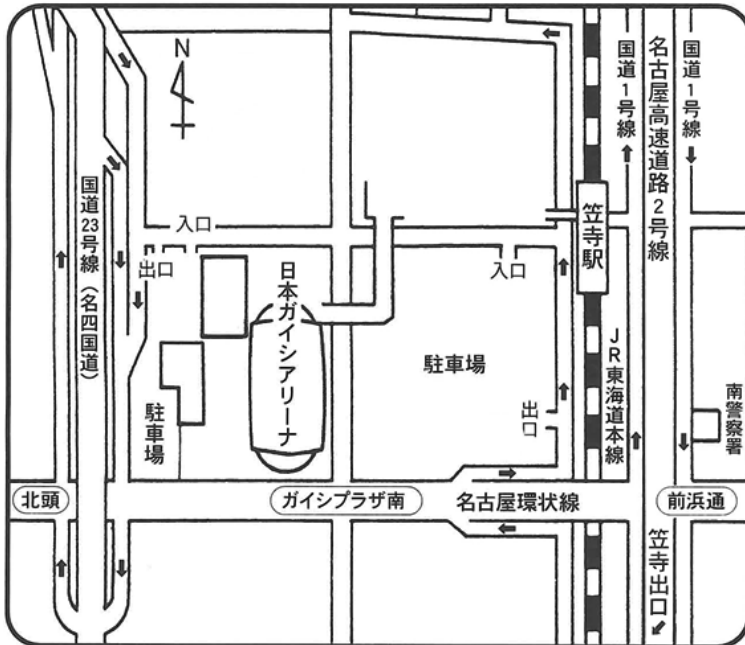 N
国道1号線
名古屋高速道路2号線
国道1号線
国道23号線(名四国道)
入口
出口
日本ガイシアリーナ
入口
笠寺駅
駐車場
JR東海道本線
駐車場
出口
南警察署
北頭
ガイシプラザ南
名古屋環状線
前浜通
笠寺出口